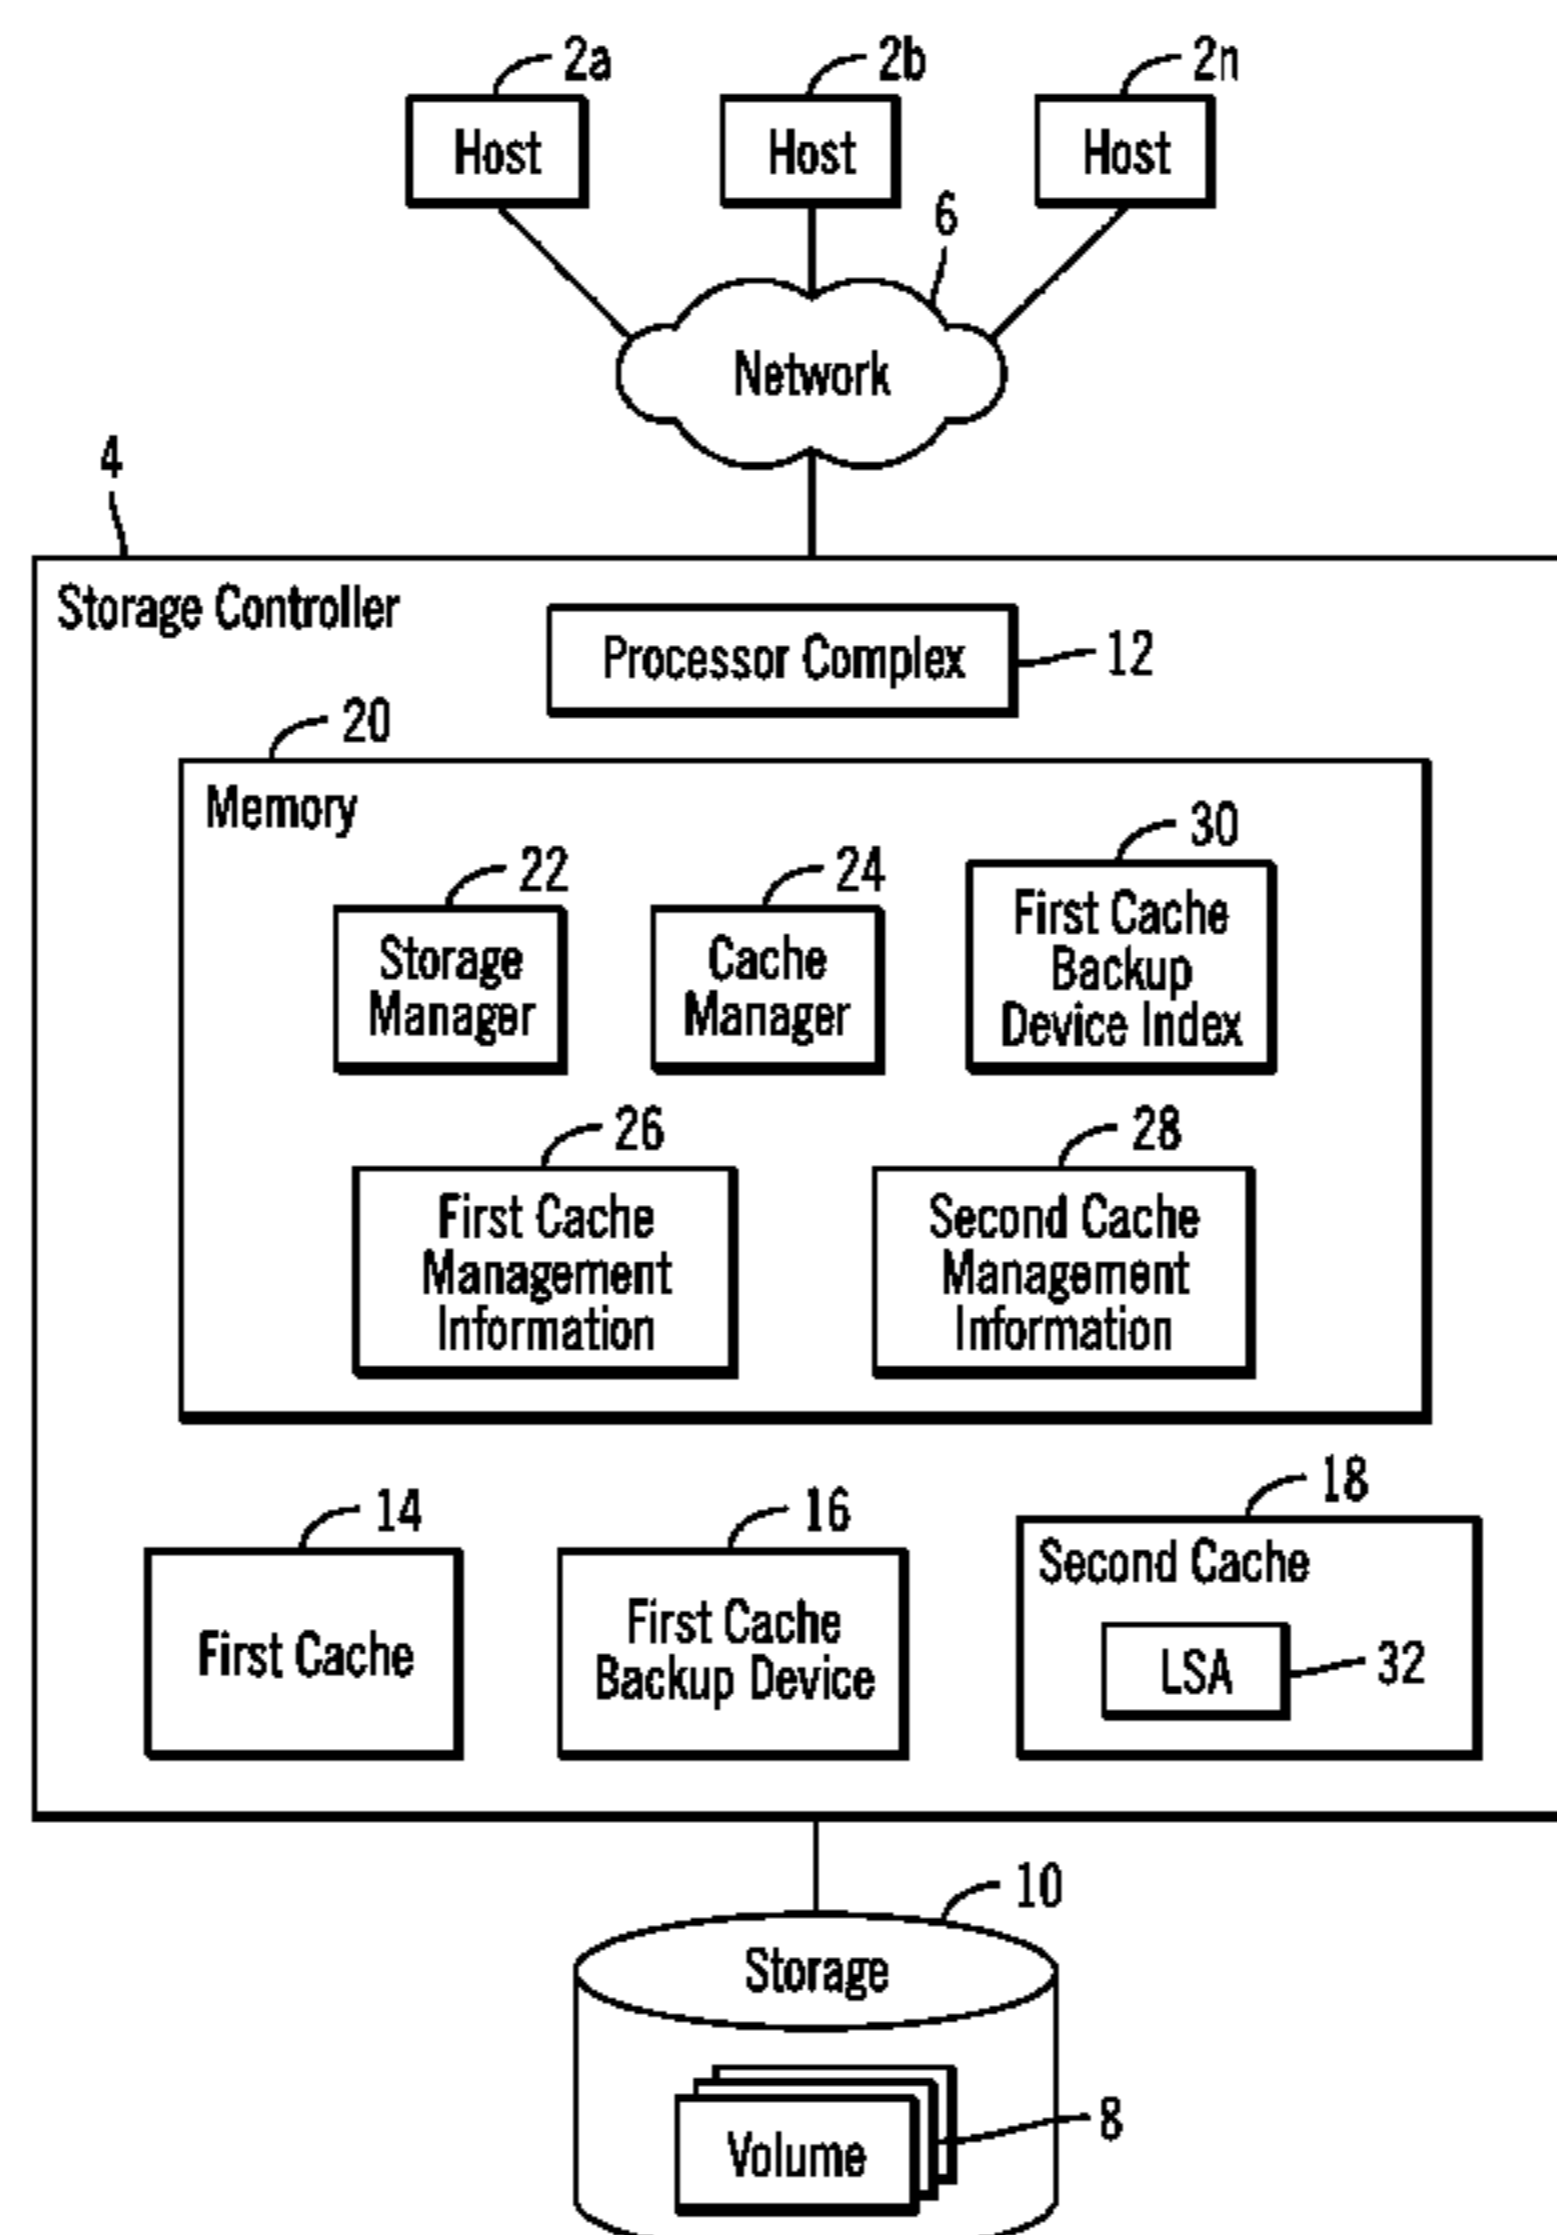 2a
2b
2n
Host
Host
Host
6
Network
4
Storage Controller
Processor Complex
12
20
Memory
22
24
30
Storage
Manager
Cache
Manager
First Cache
Backup
Device Index
26
28
First Cache
Management
Information
Second Cache
Management
Information
14
16
18
First Cache
First Cache
Backup Device
Second Cache
LSA
32
10
Storage
Volume
8